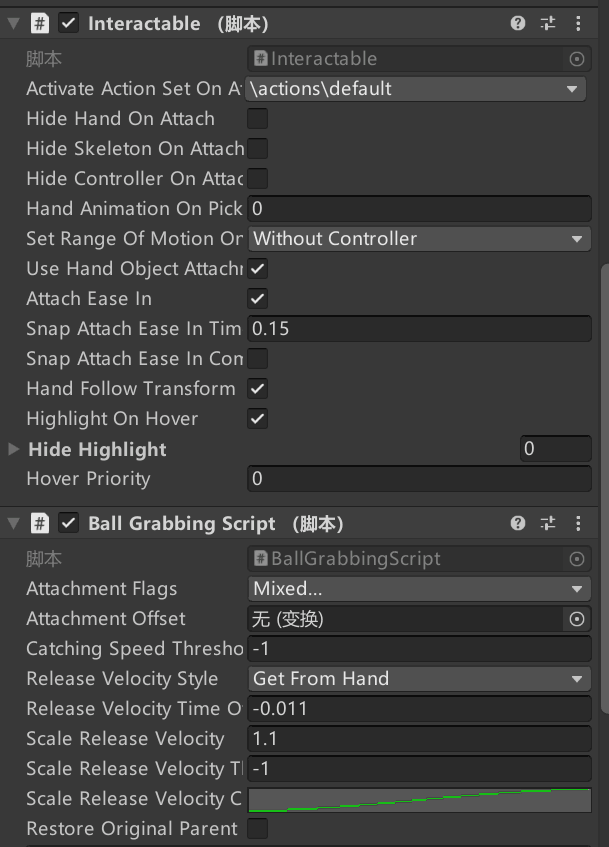 Interactable （脚本）
脚本 Interactable
Activate Action Set On At \actions\default
Hide Hand On Attach
Hide Skeleton On Attach
Hide Controller On Attac
Hand Animation On Pick 0
Set Range Of Motion On Without Controller
Use Hand Object Attachm
Attach Ease In
Snap Attach Ease In Tim 0.15
Snap Attach Ease In Com
Hand Follow Transform
Highlight On Hover
Hide Highlight 0
Hover Priority 0
Ball Grabbing Script （脚本）
脚本 BallGrabbingScript
Attachment Flags Mixed...
Attachment Offset 无 (变换)
Catching Speed Thresho -1
Release Velocity Style Get From Hand
Release Velocity Time O -0.011
Scale Release Velocity 1.1
Scale Release Velocity Tl -1
Scale Release Velocity C
Restore Original Parent